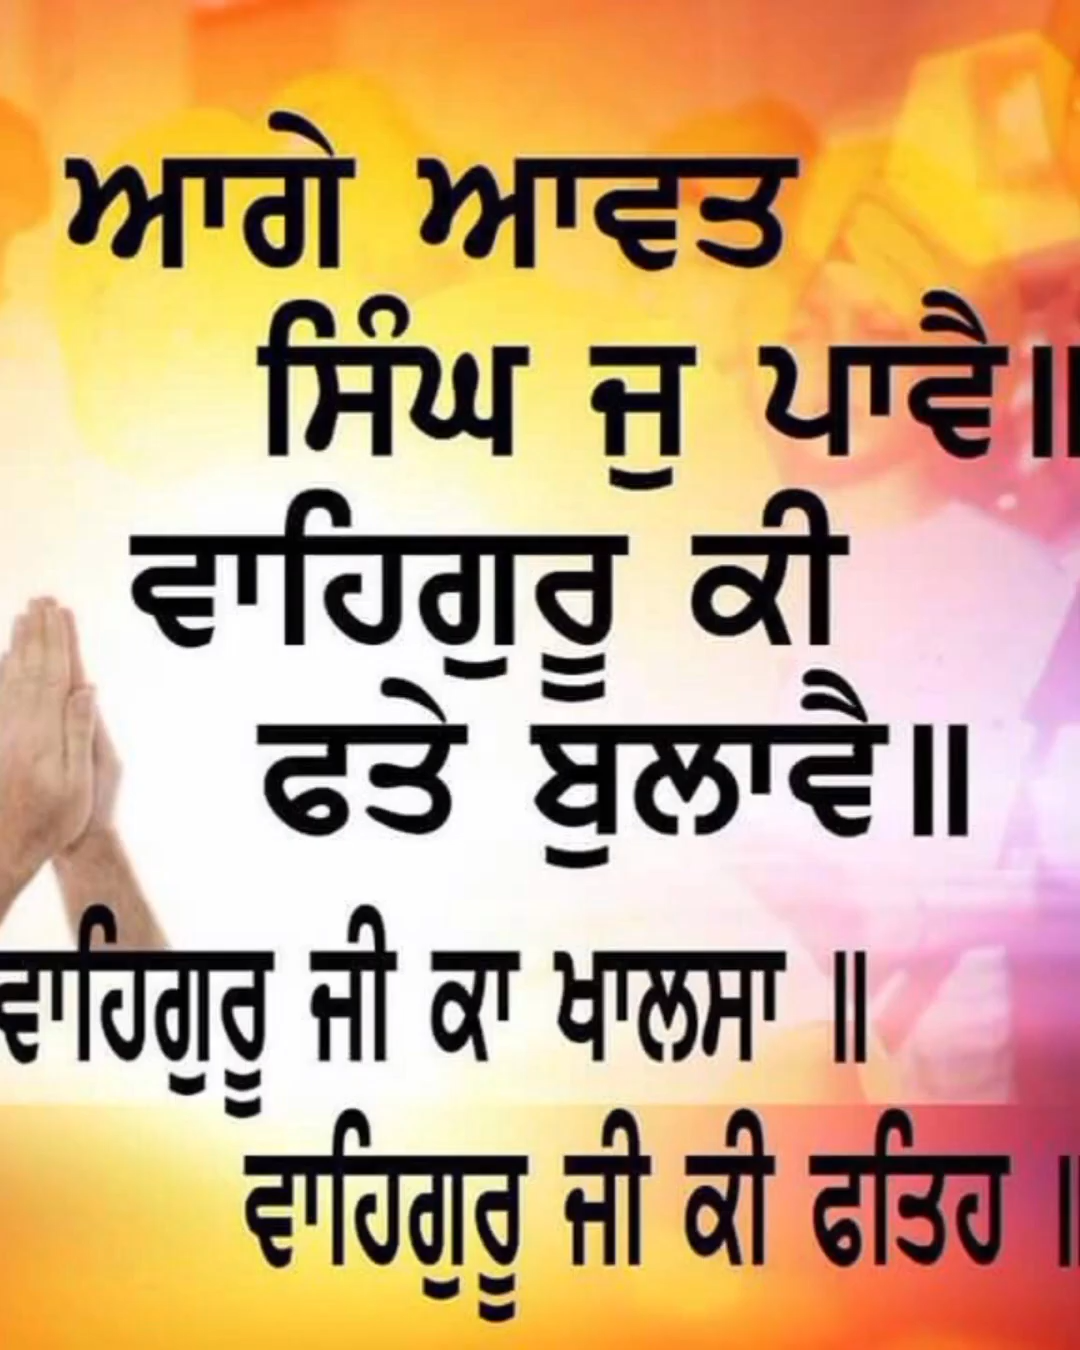 ਆਗੇ ਆਵਤ
ਸਿੰਘ ਜੁ ਪਾਵੈ॥
ਵਾਹਿਗੁਰੂ ਕੀ
ਫਤੇ ਬੁਲਾਵੈ॥
ਵਾਹਿਗੁਰੂ ਜੀ ਕਾ ਖਾਲਸਾ ॥
ਵਾਹਿਗੁਰੂ ਜੀ ਕੀ ਫਤਿਹ ॥